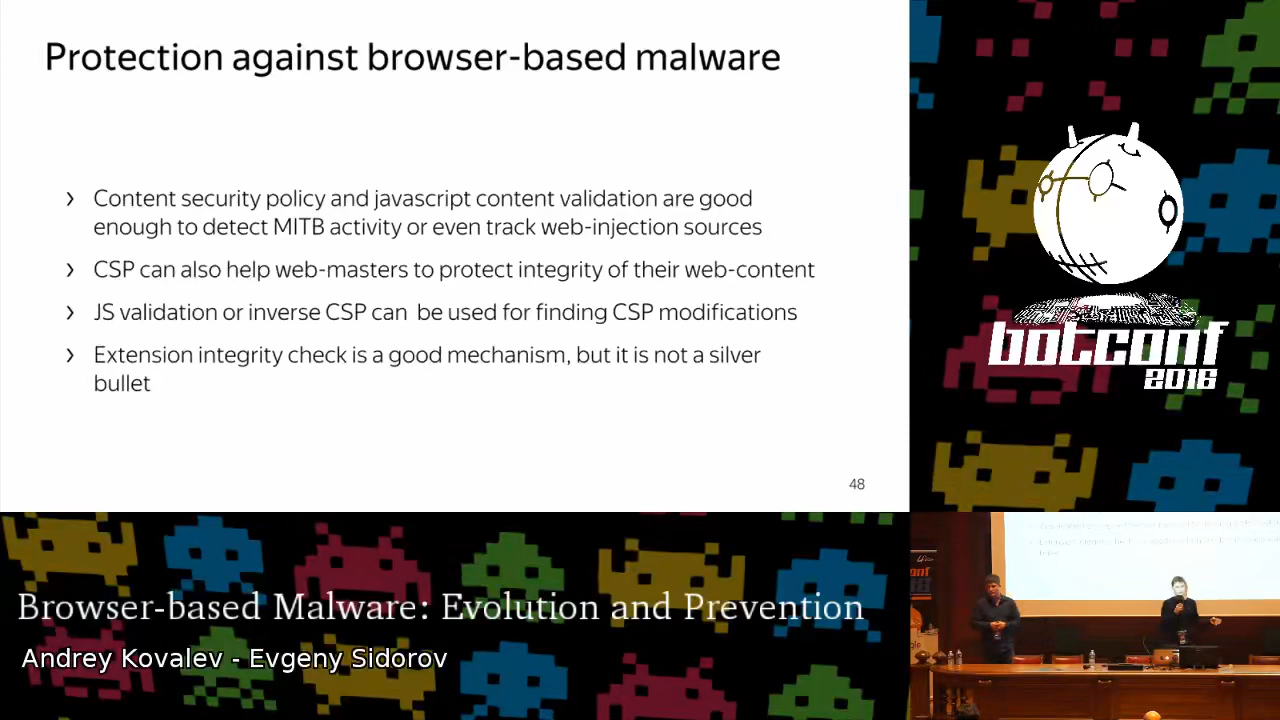 Protection against browser-based malware
› Content security policy and javascript content validation are good
enough to detect MITB activity or even track web-injection sources
› CSP can also help web-masters to protect integrity of their web-content
› JS validation or inverse CSP can  be used for finding CSP modifications
› Extension integrity check is a good mechanism, but it is not a silver
bullet
48
botconf
2016
Browser-based Malware: Evolution and Prevention
Andrey Kovalev - Evgeny Sidorov